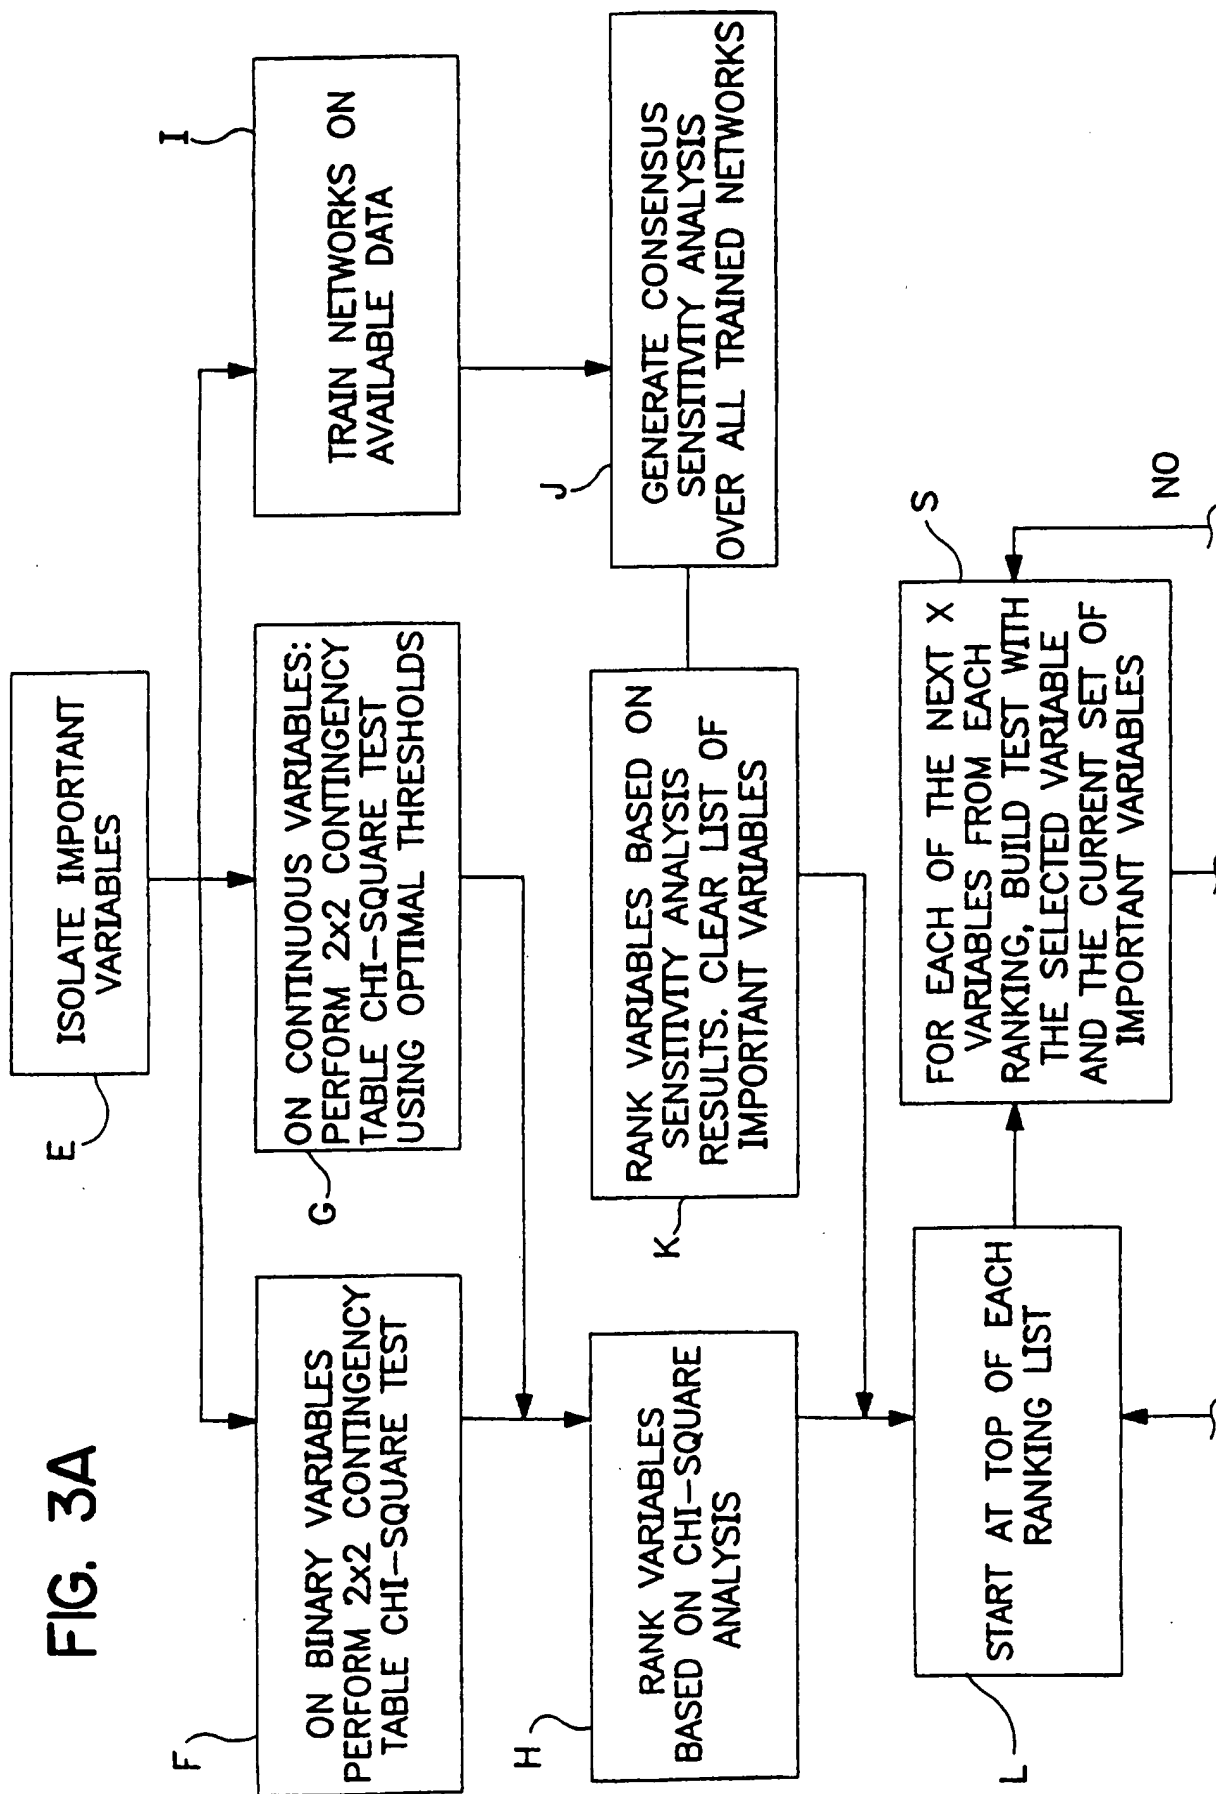 FIG. 3A
E
ISOLATE IMPORTANT
VARIABLES
F
ON BINARY VARIABLES
PERFORM 2x2 CONTINGENCY
TABLE CHI-SQUARE TEST
G
ON CONTINUOUS VARIABLES:
PERFORM 2x2 CONTINGENCY
TABLE CHI-SQUARE TEST
USING OPTIMAL THRESHOLDS
I
TRAIN NETWORKS ON
AVAILABLE DATA
H
RANK VARIABLES
BASED ON CHI-SQUARE
ANALYSIS
K
RANK VARIABLES BASED ON
SENSITIVITY ANALYSIS
RESULTS. CLEAR LIST OF
IMPORTANT VARIABLES
J
GENERATE CONSENSUS
SENSITIVITY ANALYSIS
OVER ALL TRAINED NETWORKS
L
START AT TOP OF EACH
RANKING LIST
S
FOR EACH OF THE NEXT X
VARIABLES FROM EACH
RANKING, BUILD TEST WITH
THE SELECTED VARIABLE
AND THE CURRENT SET OF
IMPORTANT VARIABLES
NO